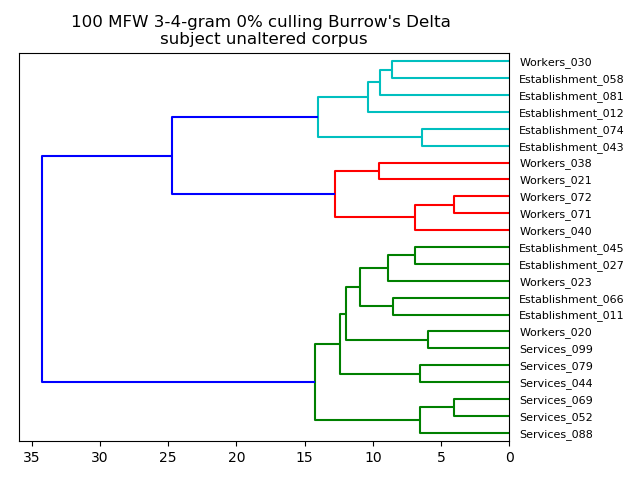 100 MFW 3-4-gram 0% culling Burrow's Delta
subject unaltered corpus
Workers_030
Establishment_058
Establishment_081
Establishment_012
Establishment_074
Establishment_043
Workers_038
Workers_021
Workers_072
Workers_071
Workers_040
Establishment_045
Establishment_027
Workers_023
Establishment_066
Establishment_011
Workers_020
Services_099
Services_079
Services_044
Services_069
Services_052
Services_088
35 30 25 20 15 10 5 0